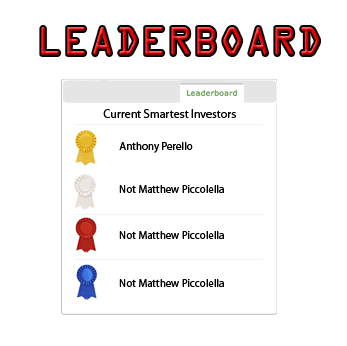 LEADERBOARD
Leaderboard
Current Smartest Investors
Anthony Perello
Not Matthew Piccolella
Not Matthew Piccolella
Not Matthew Piccolella